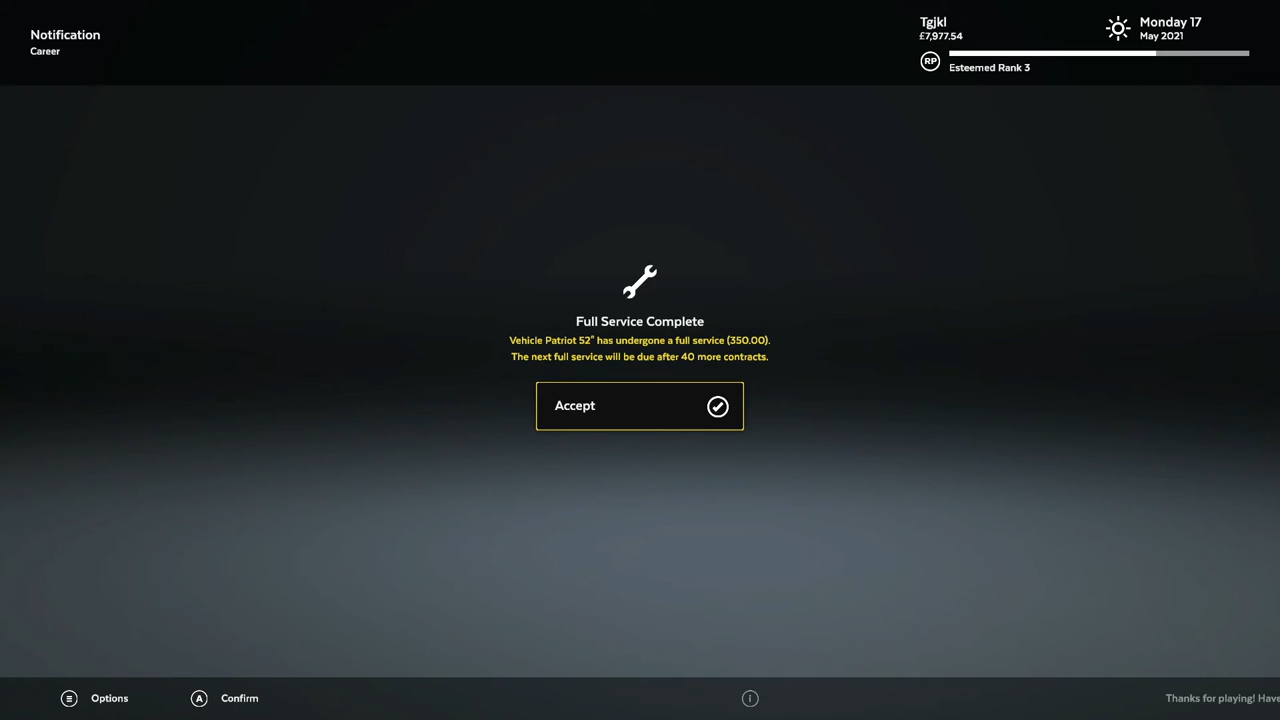 Notification
Career
Tgjkl
£7,977.54
Monday 17
May 2021
RP
Esteemed Rank 3
Full Service Complete
Vehicle Patriot 52" has undergone a full service (350.00).
The next full service will be due after 40 more contracts.
Accept
Options
A Confirm
i
Thanks for playing! Have